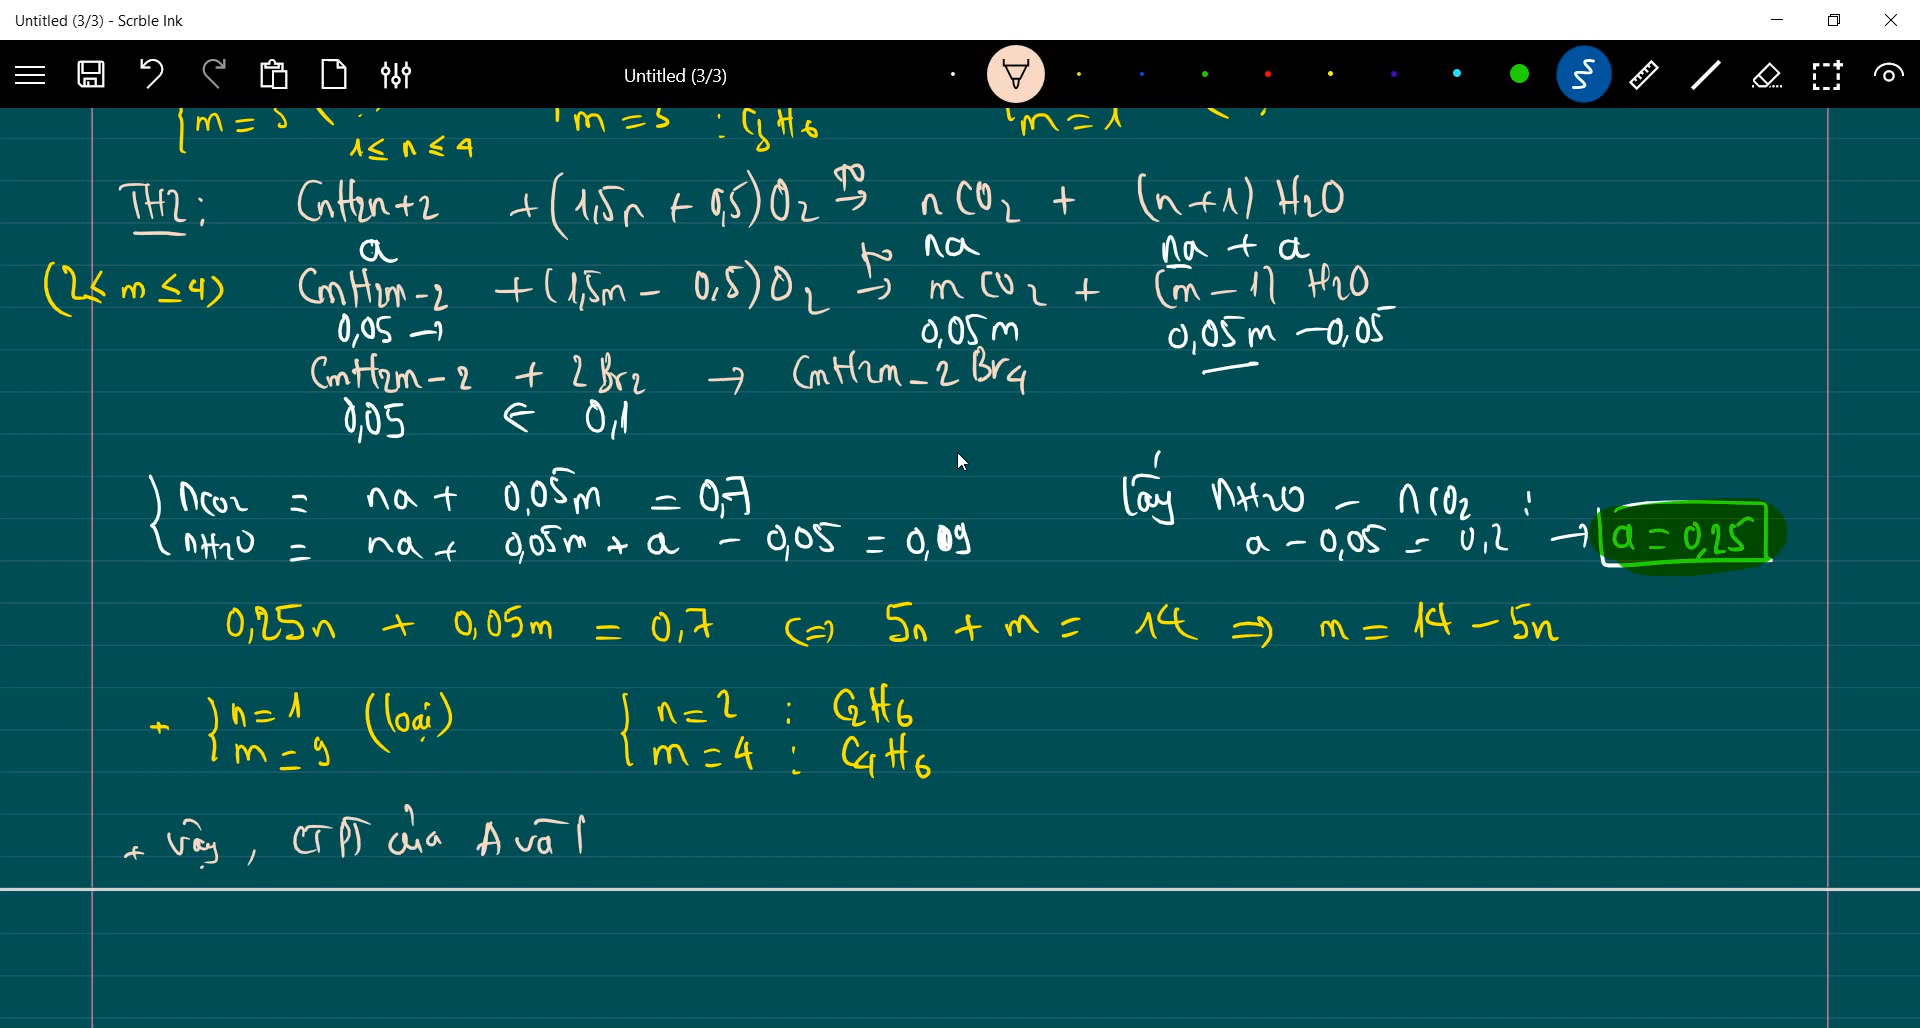 Untitled (3/3) - Scrble Ink
Untitled (3/3)
m = 3
1 ≤ n ≤ 4
m = 3 : C3H6
m = 1
TH2: CnH2n+2 + (1,5n + 0,5)O2 →(t°) nCO2 + (n+1) H2O
a na na + a
(2 ≤ m ≤ 4) CmH2m-2 + (1,5m - 0,5)O2 →(t°) mCO2 + (m-1) H2O
0,05 → 0,05m 0,05m - 0,05
CmH2m-2 + 2Br2 → CmH2m-2Br4
0,05 ← 0,1
nCO2 = na + 0,05m = 0,7 Lấy nH2O - nCO2 :
nH2O = na + 0,05m + a - 0,05 = 0,9 a - 0,05 = 0,2 → a = 0,25
0,25n + 0,05m = 0,7 ⇔ 5n + m = 14 ⇒ m = 14 - 5n
+ n = 1 (loại) n = 2 : C2H6
m = 9 m = 4 : C4H6
+ Vậy, CTPT của A và